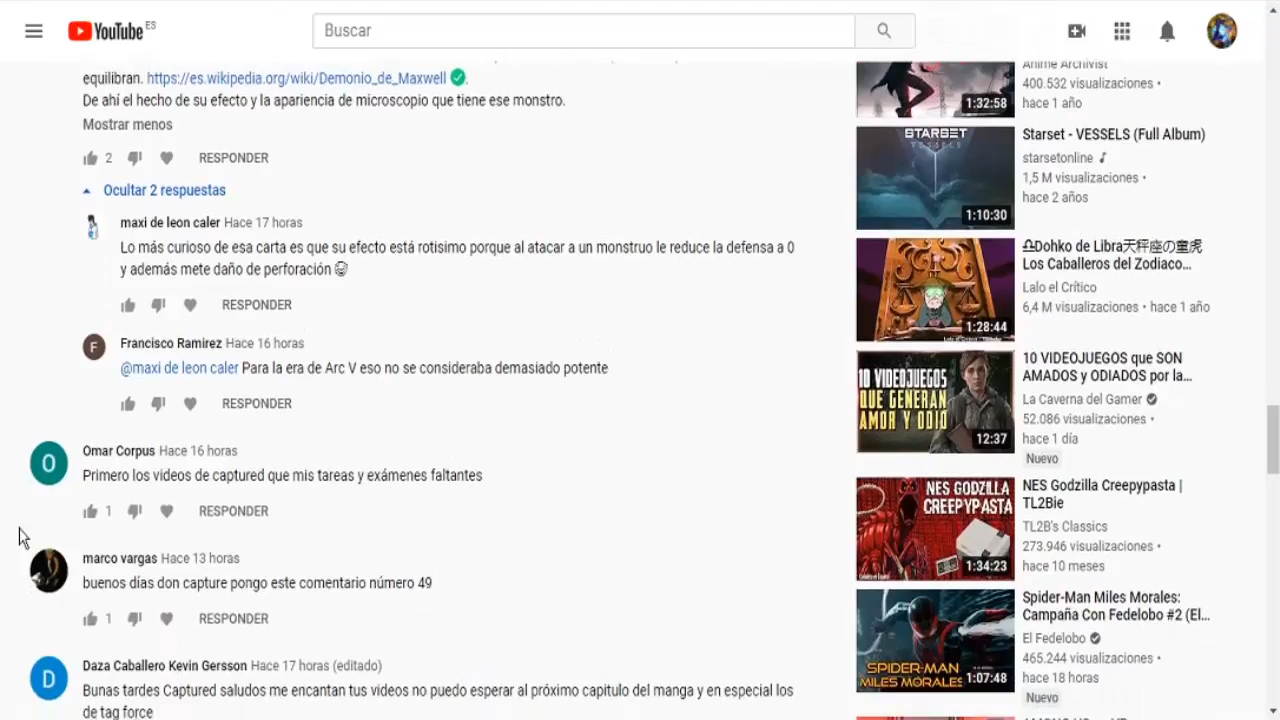 YouTube ES
Buscar
equilibran. https://es.wikipedia.org/wiki/Demonio_de_Maxwell
De ahí el hecho de su efecto y la apariencia de microscopio que tiene ese monstro.
Mostrar menos
2 RESPONDER
Ocultar 2 respuestas
maxi de leon caler Hace 17 horas
Lo más curioso de esa carta es que su efecto está rotisimo porque al atacar a un monstruo le reduce la defensa a 0
y además mete daño de perforación
RESPONDER
F
Francisco Ramirez Hace 16 horas
@maxi de leon caler Para la era de Arc V eso no se consideraba demasiado potente
RESPONDER
O
Omar Corpus Hace 16 horas
Primero los videos de captured que mis tareas y exámenes faltantes
1 RESPONDER
marco vargas Hace 13 horas
buenos días don capture pongo este comentario número 49
1 RESPONDER
D
Daza Caballero Kevin Gersson Hace 17 horas (editado)
Bunas tardes Captured saludos me encantan tus videos no puedo esperar al próximo capitulo del manga y en especial los
de tag force
1:32:58
Anime Archivist
400.532 visualizaciones •
hace 1 año
STARSET
VESSELS
1:10:30
Starset - VESSELS (Full Album)
starsetonline
1,5 M visualizaciones •
hace 2 años
1:28:44
♎Dohko de Libra天秤座の童虎
Los Caballeros del Zodiaco...
Lalo el Crítico
6,4 M visualizaciones • hace 1 año
10 VIDEOJUEGOS
QUE GENERAN
AMOR Y ODIO
12:37
10 VIDEOJUEGOS que SON
AMADOS y ODIADOS por la...
La Caverna del Gamer
52.086 visualizaciones •
hace 1 día
Nuevo
NES GODZILLA
CREEPYPASTA
1:34:23
NES Godzilla Creepypasta |
TL2Bie
TL2B's Classics
273.946 visualizaciones •
hace 10 meses
SPIDER-MAN
MILES MORALES
1:07:48
Spider-Man Miles Morales:
Campaña Con Fedelobo #2 (El...
El Fedelobo
465.244 visualizaciones •
hace 18 horas
Nuevo